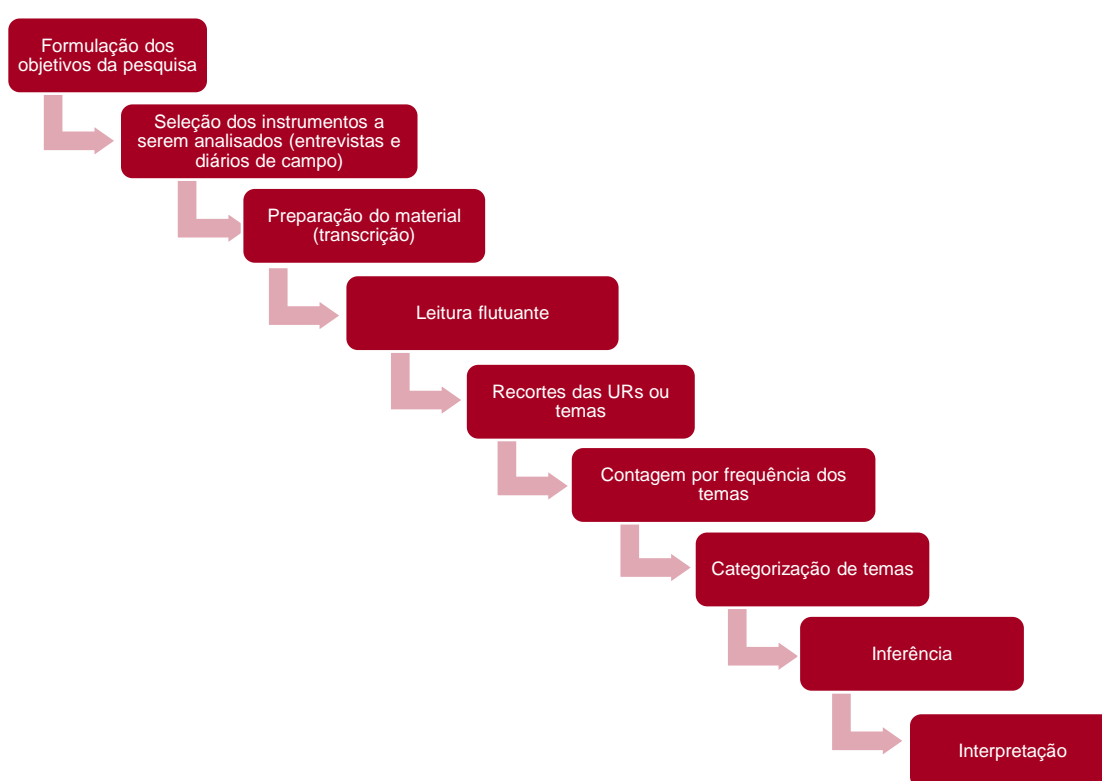 Formulação dos
objetivos da pesquisa
Seleção dos instrumentos a
serem analisados (entrevistas e
diários de campo)
Preparação do material
(transcrição)
Leitura flutuante
Recortes das URs ou
temas
Contagem por frequência dos
temas
Categorização de temas
Inferência
Interpretação